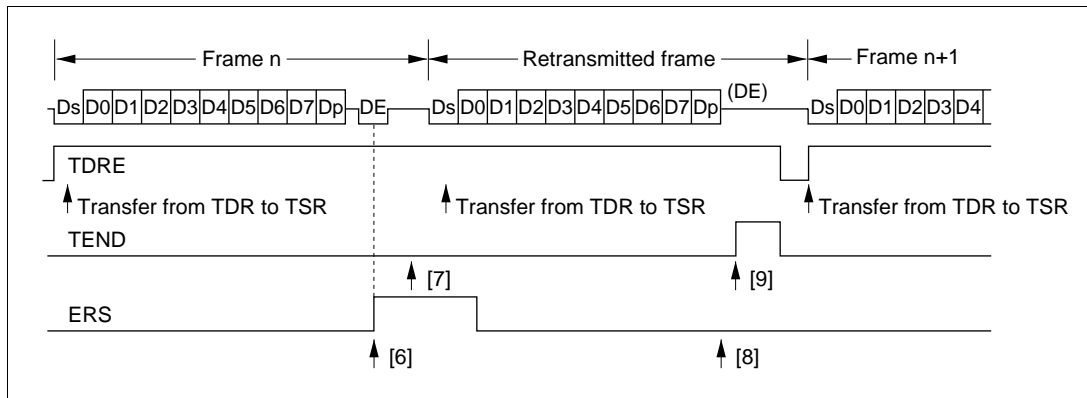 Frame n Retransmitted frame Frame n+1
Ds D0 D1 D2 D3 D4 D5 D6 D7 Dp DE Ds D0 D1 D2 D3 D4 D5 D6 D7 Dp (DE) Ds D0 D1 D2 D3 D4
TDRE
Transfer from TDR to TSR Transfer from TDR to TSR Transfer from TDR to TSR
TEND
[7] [9]
ERS
[6] [8]